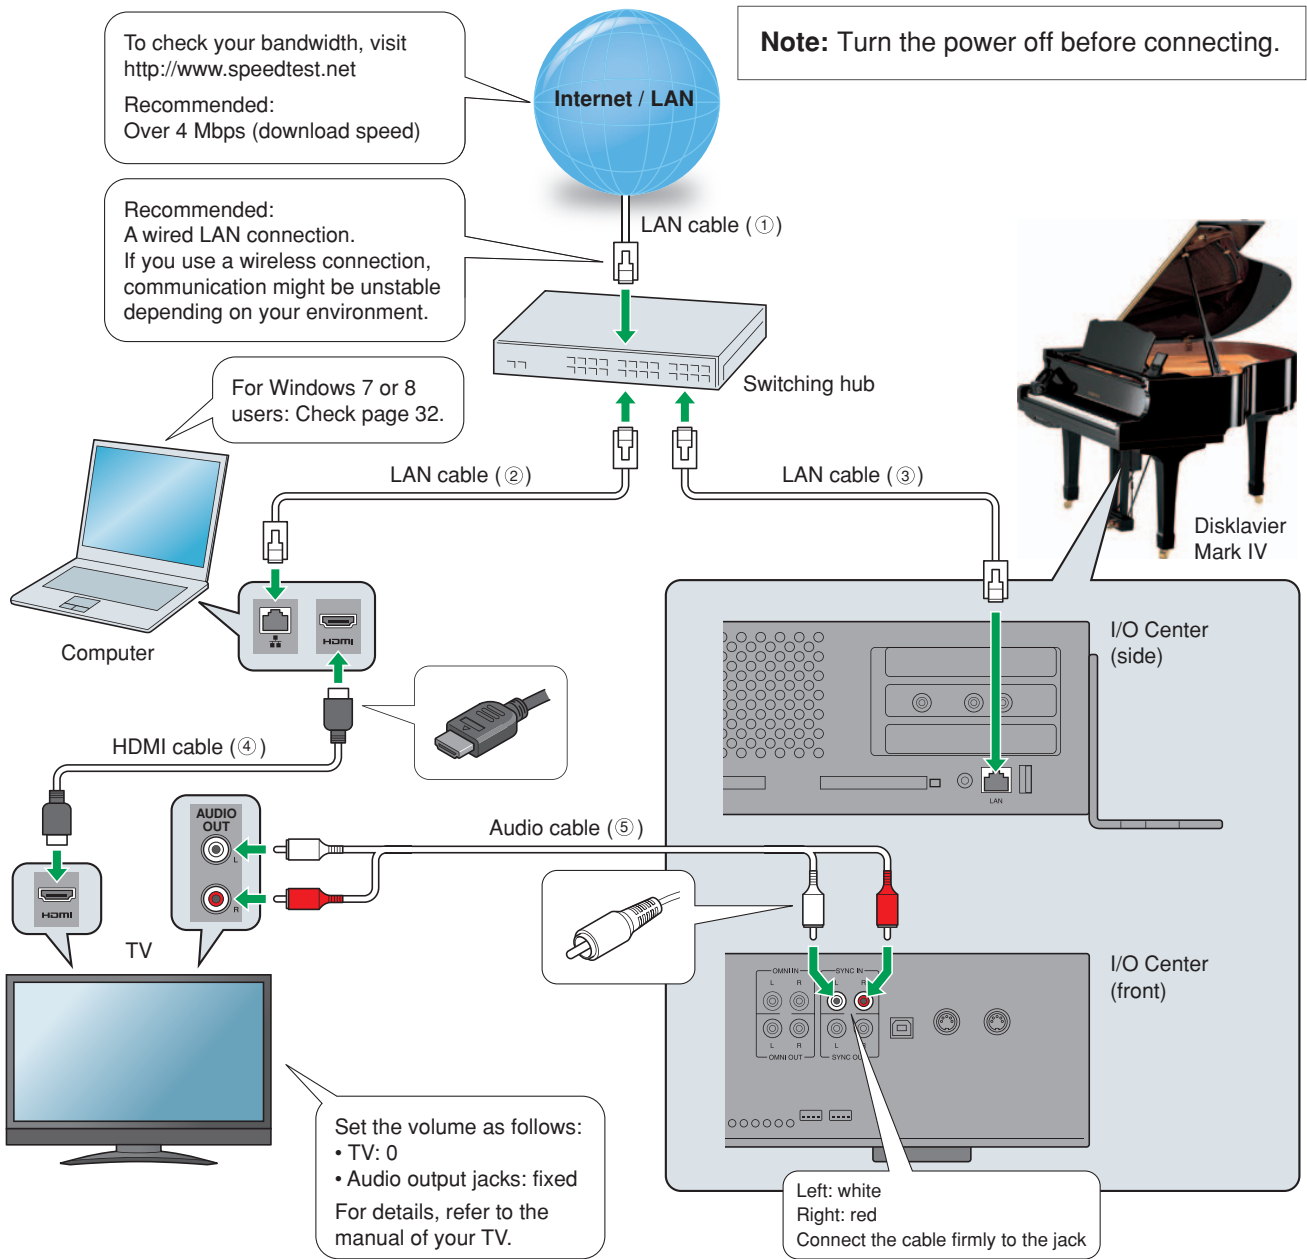 To check your bandwidth, visit
http://www.speedtest.net
Recommended:
Over 4 Mbps (download speed)
Internet / LAN
Note: Turn the power off before connecting.
Recommended:
A wired LAN connection.
If you use a wireless connection,
communication might be unstable
depending on your environment.
LAN cable (①)
Switching hub
For Windows 7 or 8
users: Check page 32.
LAN cable (②)
LAN cable (③)
Disklavier
Mark IV
Computer
HDMI
I/O Center
(side)
LAN
HDMI cable (④)
AUDIO
OUT
L
R
Audio cable (⑤)
HDMI
TV
I/O Center
(front)
OMNI IN
SYNC IN
L R L R
L R L R
OMNI OUT
SYNC OUT
Set the volume as follows:
• TV: 0
• Audio output jacks: fixed
For details, refer to the
manual of your TV.
Left: white
Right: red
Connect the cable firmly to the jack